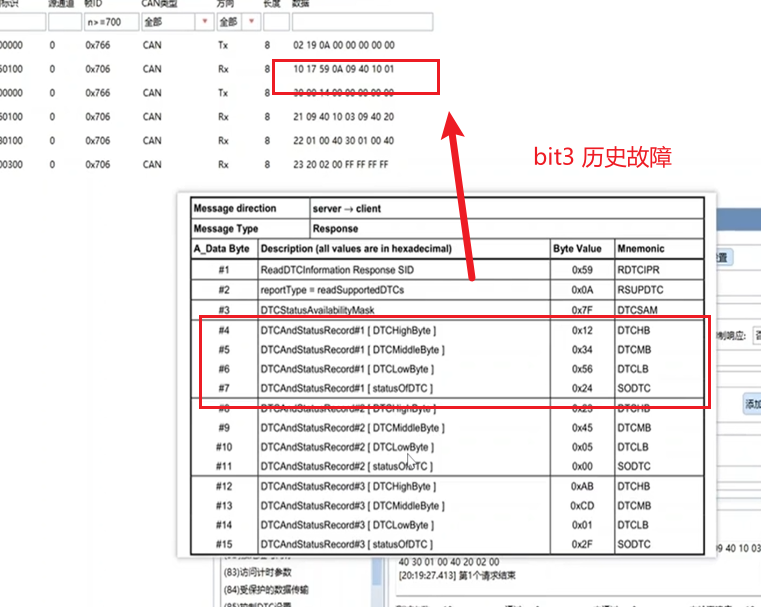 标识 源通道 帧ID CAN类型 方向 长度 数据
n>=700 全部 全部
00000 0 0x766 CAN Tx 8 02 19 0A 00 00 00 00 00
60100 0 0x706 CAN Rx 8 10 17 59 0A 09 40 10 01
00000 0 0x766 CAN Tx 8 30 00 14 00 00 00 00 00
60100 0 0x706 CAN Rx 8 21 09 40 10 03 09 40 20
80100 0 0x706 CAN Rx 8 22 01 00 40 30 01 00 40
00300 0 0x706 CAN Rx 8 23 20 02 00 FF FF FF FF
bit3 历史故障
Message direction server → client
Message Type Response
A_Data Byte Description (all values are in hexadecimal) Byte Value Mnemonic
#1 ReadDTCInformation Response SID 0x59 RDTCIPR
#2 reportType = readSupportedDTCs 0x0A RSUPDTC
#3 DTCStatusAvailabilityMask 0x7F DTCSAM
#4 DTCAndStatusRecord#1 [ DTCHighByte ] 0x12 DTCHB
#5 DTCAndStatusRecord#1 [ DTCMiddleByte ] 0x34 DTCMB
#6 DTCAndStatusRecord#1 [ DTCLowByte ] 0x56 DTCLB
#7 DTCAndStatusRecord#1 [ statusOfDTC ] 0x24 SODTC
#8 DTCAndStatusRecord#2 [ DTCHighByte ] 0x23 DTCHB
#9 DTCAndStatusRecord#2 [ DTCMiddleByte ] 0x45 DTCMB
#10 DTCAndStatusRecord#2 [ DTCLowByte ] 0x05 DTCLB
#11 DTCAndStatusRecord#2 [ statusOfDTC ] 0x00 SODTC
#12 DTCAndStatusRecord#3 [ DTCHighByte ] 0xAB DTCHB
#13 DTCAndStatusRecord#3 [ DTCMiddleByte ] 0xCD DTCMB
#14 DTCAndStatusRecord#3 [ DTCLowByte ] 0x01 DTCLB
#15 DTCAndStatusRecord#3 [ statusOfDTC ] 0x2F SODTC
置
制响应: 否
添加
09 40 10 03
40 30 01 00 40 20 02 00
[20:19:27.413] 第1个请求结束
(83)访问计时参数
(84)受保护的数据传输
(85)控制DTC设置